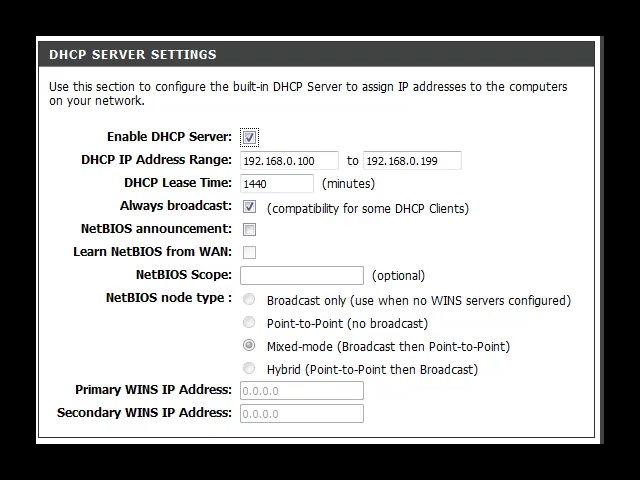 DHCP SERVER SETTINGS
Use this section to configure the built-in DHCP Server to assign IP addresses to the computers
on your network.
Enable DHCP Server:
DHCP IP Address Range: 192.168.0.100 to 192.168.0.199
DHCP Lease Time: 1440 (minutes)
Always broadcast: (compatibility for some DHCP Clients)
NetBIOS announcement:
Learn NetBIOS from WAN:
NetBIOS Scope: (optional)
NetBIOS node type : Broadcast only (use when no WINS servers configured)
Point-to-Point (no broadcast)
Mixed-mode (Broadcast then Point-to-Point)
Hybrid (Point-to-Point then Broadcast)
Primary WINS IP Address: 0.0.0.0
Secondary WINS IP Address: 0.0.0.0